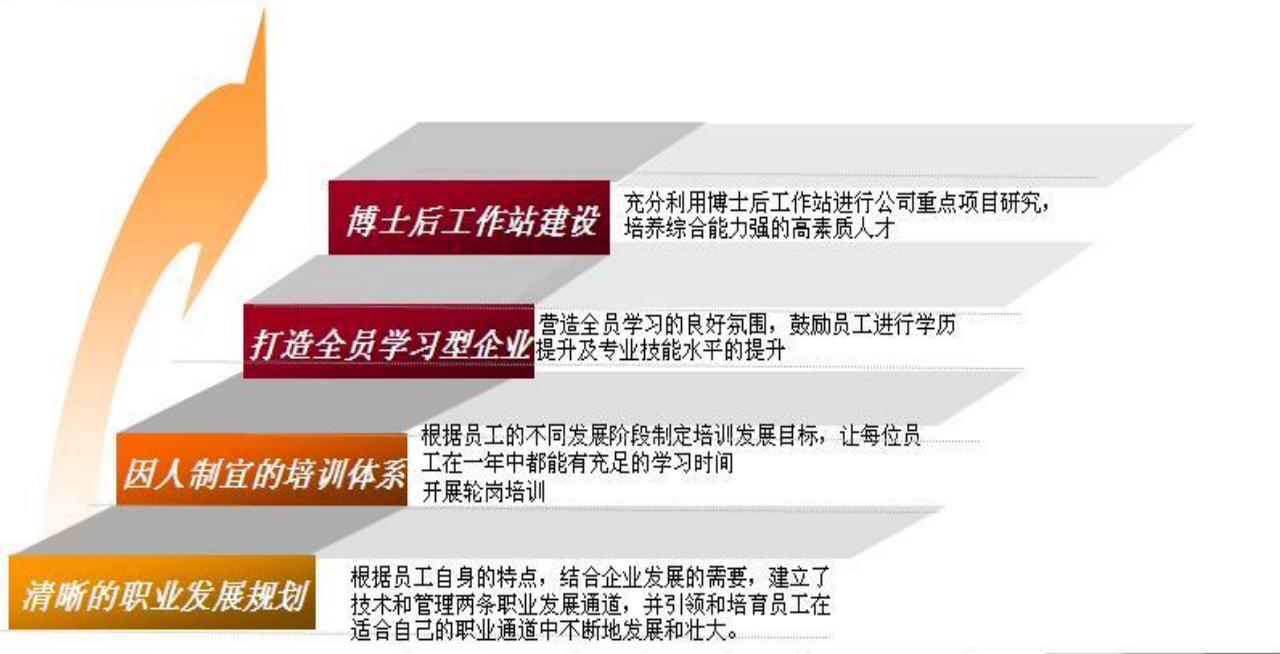 博士后工作站建设
充分利用博士后工作站进行公司重点项目研究，
培养综合能力强的高素质人才
打造全员学习型企业
营造全员学习的良好氛围，鼓励员工进行学历
提升及专业技能水平的提升
因人制宜的培训体系
根据员工的不同发展阶段制定培训发展目标，让每位员
工在一年中都能有充足的学习时间
开展轮岗培训
清晰的职业发展规划
根据员工自身的特点，结合企业发展的需要，建立了
技术和管理两条职业发展通道，并引领和培育员工在
适合自己的职业通道中不断地发展和壮大。